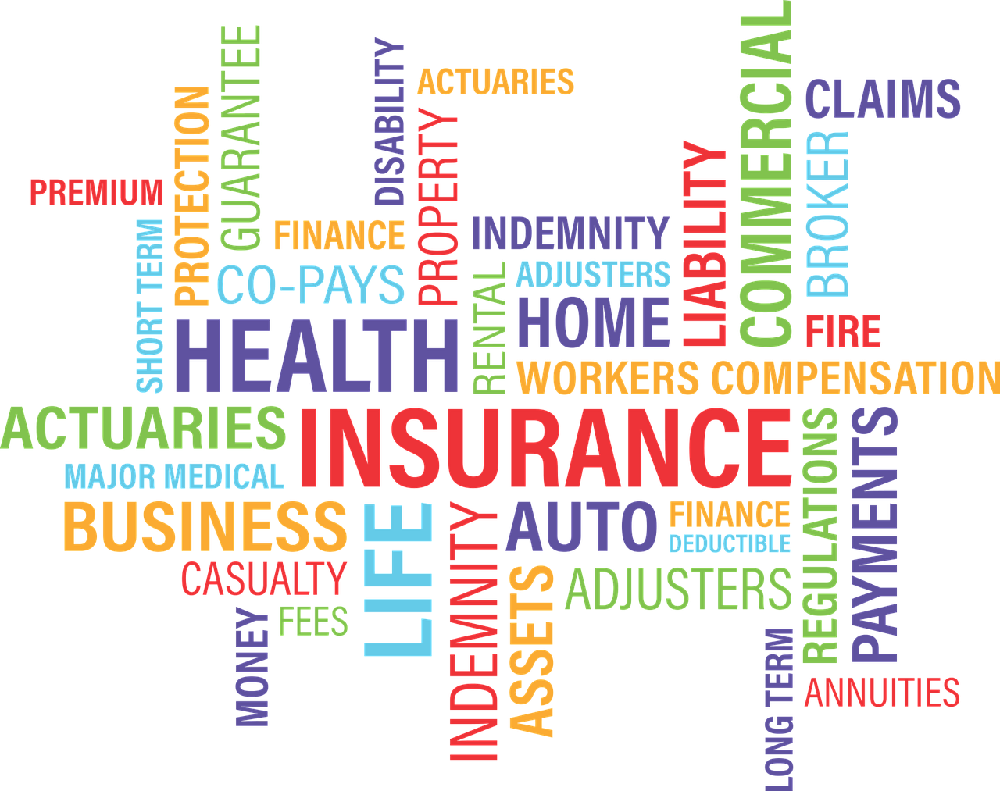 COMMERCIAL
GUARANTEE
DISABILITY
ACTUARIES
CLAIMS
PROTECTION
PROPERTY
BROKER
LIABILITY
PREMIUM
SHORT TERM
FINANCE
INDEMNITY
CO-PAYS
RENTAL
ADJUSTERS
HOME
HEALTH
FIRE
WORKERS COMPENSATION
ACTUARIES
INSURANCE
REGULATIONS
PAYMENTS
MAJOR MEDICAL
BUSINESS
LIFE
INDEMNITY
AUTO
FINANCE
DEDUCTIBLE
CASUALTY
ASSETS
ADJUSTERS
MONEY
FEES
LONG TERM
ANNUITIES